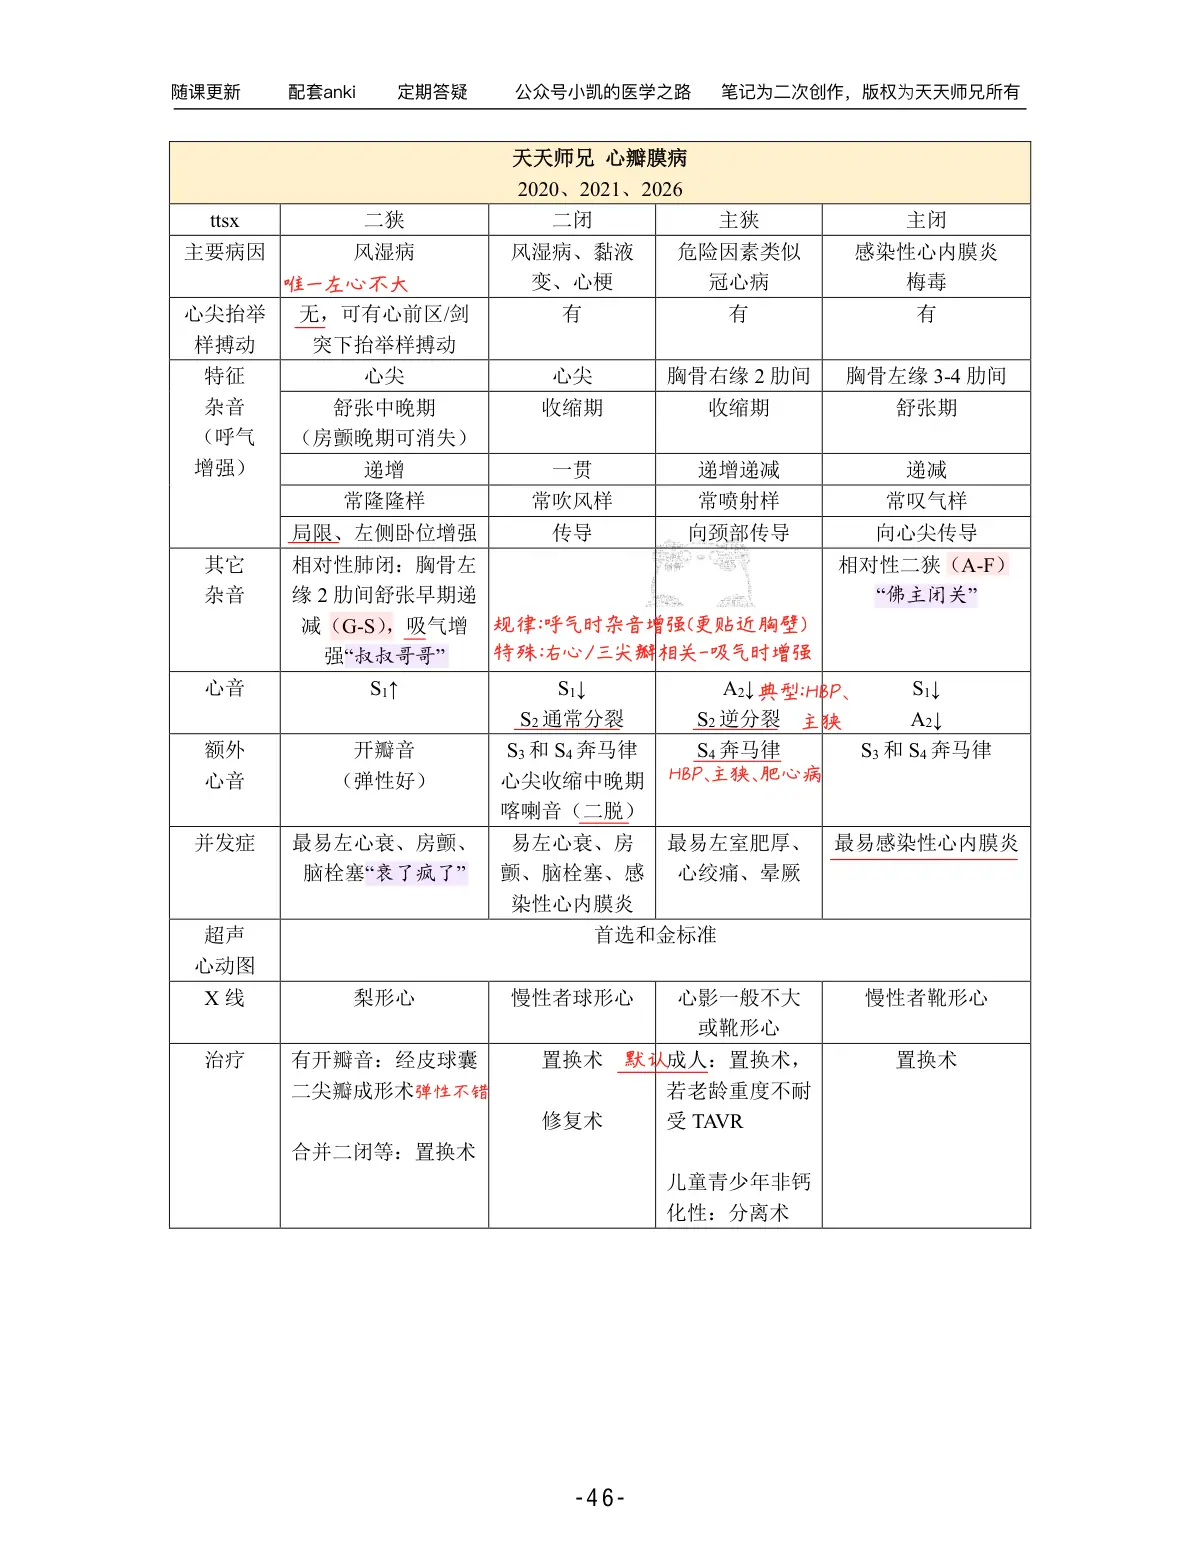 随课更新 配套anki 定期答疑 公众号小凯的医学之路 笔记为二次创作，版权为天天师兄所有
天天师兄 心瓣膜病
2020、2021、2026
ttsx 二狭 二闭 主狭 主闭
主要病因 风湿病 风湿病、黏液 危险因素类似 感染性心内膜炎
唯一左心不大 变、心梗 冠心病 梅毒
心尖抬举 无，可有心前区/剑 有 有 有
样搏动 突下抬举样搏动
特征 心尖 心尖 胸骨右缘 2 肋间 胸骨左缘 3-4 肋间
杂音 舒张中晚期 收缩期 收缩期 舒张期
（呼气 （房颤晚期可消失）
增强） 递增 一贯 递增递减 递减
常隆隆样 常吹风样 常喷射样 常叹气样
局限、左侧卧位增强 传导 向颈部传导 向心尖传导
其它 相对性肺闭：胸骨左 相对性二狭（A-F）
杂音 缘 2 肋间舒张早期递 “佛主闭关”
减（G-S），吸气增 规律:呼气时杂音增强(更贴近胸壁)
强“叔叔哥哥” 特殊:右心/三尖瓣相关-吸气时增强
心音 S₁↑ S₁↓ A₂↓ 典型:HBP、 S₁↓
S₂ 通常分裂 S₂ 逆分裂 主狭 A₂↓
额外 开瓣音 S₃ 和 S₄ 奔马律 S₄ 奔马律 S₃ 和 S₄ 奔马律
心音 （弹性好） 心尖收缩中晚期 HBP、主狭、肥心病
喀喇音（二脱）
并发症 最易左心衰、房颤、 易左心衰、房 最易左室肥厚、 最易感染性心内膜炎
脑栓塞“衰了疯了” 颤、脑栓塞、感 心绞痛、晕厥
染性心内膜炎
超声 首选和金标准
心动图
X 线 梨形心 慢性者球形心 心影一般不大 慢性者靴形心
或靴形心
治疗 有开瓣音：经皮球囊 置换术 默认成人：置换术， 置换术
二尖瓣成形术弹性不错 若老龄重度不耐
修复术 受 TAVR
合并二闭等：置换术
儿童青少年非钙
化性：分离术
-46-